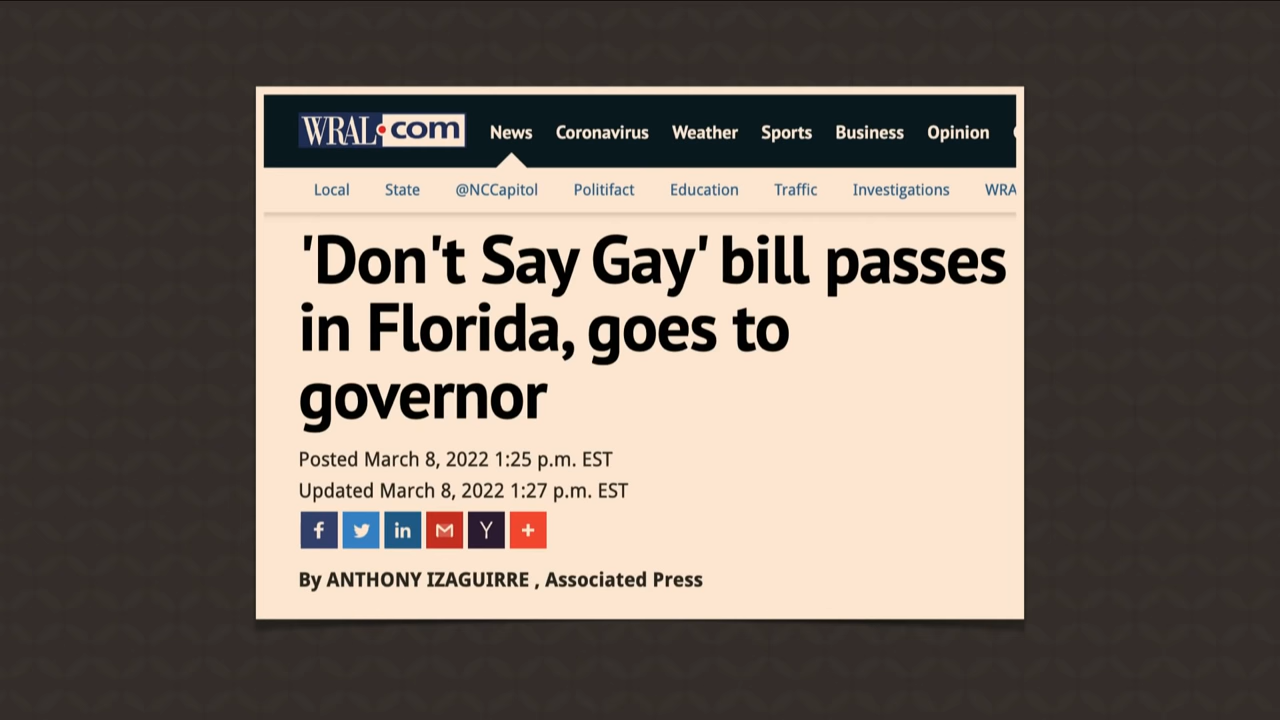 WRAL.com News Coronavirus Weather Sports Business Opinion
Local State @NCCapitol Politifact Education Traffic Investigations WRA
'Don't Say Gay' bill passes
in Florida, goes to
governor
Posted March 8, 2022 1:25 p.m. EST
Updated March 8, 2022 1:27 p.m. EST
By ANTHONY IZAGUIRRE , Associated Press